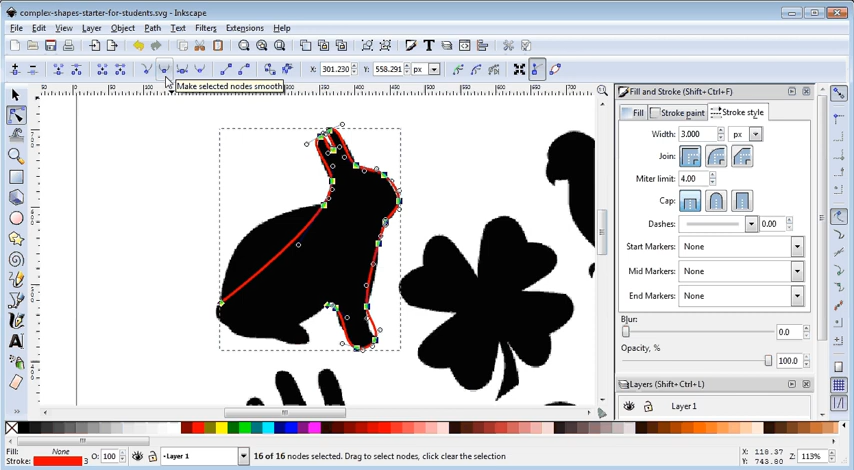 complex-shapes-starter-for-students.svg - Inkscape
File Edit View Layer Object Path Text Filters Extensions Help
X: 301.230 Y: 558.291 px
Make selected nodes smooth
Fill and Stroke (Shift+Ctrl+F)
Fill Stroke paint Stroke style
Width: 3.000 px
Join:
Miter limit: 4.00
Cap:
Dashes: 0.00
Start Markers: None
Mid Markers: None
End Markers: None
Blur:
0.0
Opacity, %
100.0
Layers (Shift+Ctrl+L)
Layer 1
Fill: None
Stroke: 3
O: 100
Layer 1
16 of 16 nodes selected. Drag to select nodes, click clear the selection
X: 118.37
Y: 743.80
Z: 113%